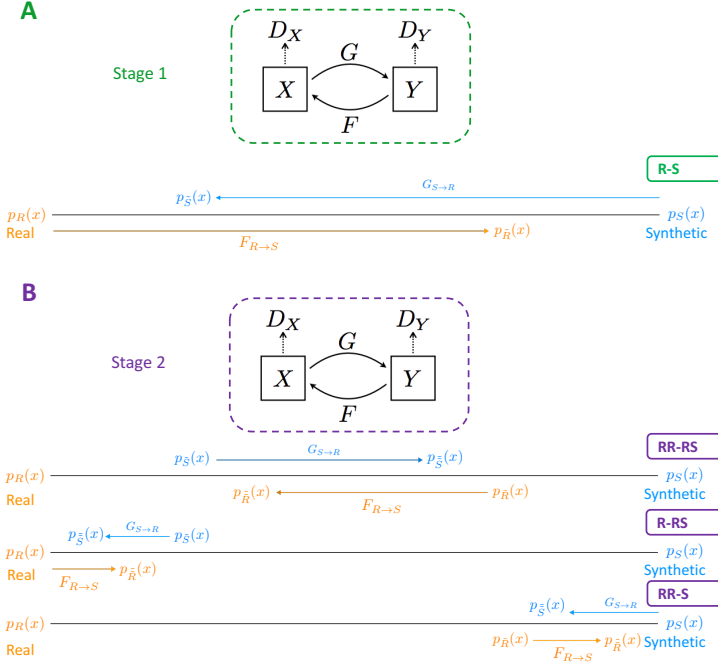 A
Stage 1
D_X D_Y
G
X Y
F
R-S
p_{\tilde{S}}(x) G_{S→R}
p_R(x) p_S(x)
Real F_{R→S} p_{\tilde{R}}(x) Synthetic
B
Stage 2
D_X D_Y
G
X Y
F
RR-RS
p_{\tilde{S}}(x) G_{S→R} p_{\tilde{\tilde{S}}}(x)
p_R(x) p_S(x)
Real p_{\tilde{\tilde{R}}}(x) F_{R→S} p_{\tilde{R}}(x) Synthetic
R-RS
p_{\tilde{\tilde{S}}}(x) G_{S→R} p_{\tilde{S}}(x)
p_R(x) p_S(x)
Real F_{R→S} p_{\tilde{\tilde{R}}}(x) Synthetic
RR-S
p_{\tilde{\tilde{S}}}(x) G_{S→R}
p_R(x) p_S(x)
Real p_{\tilde{R}}(x) F_{R→S} p_{\tilde{\tilde{R}}}(x) Synthetic